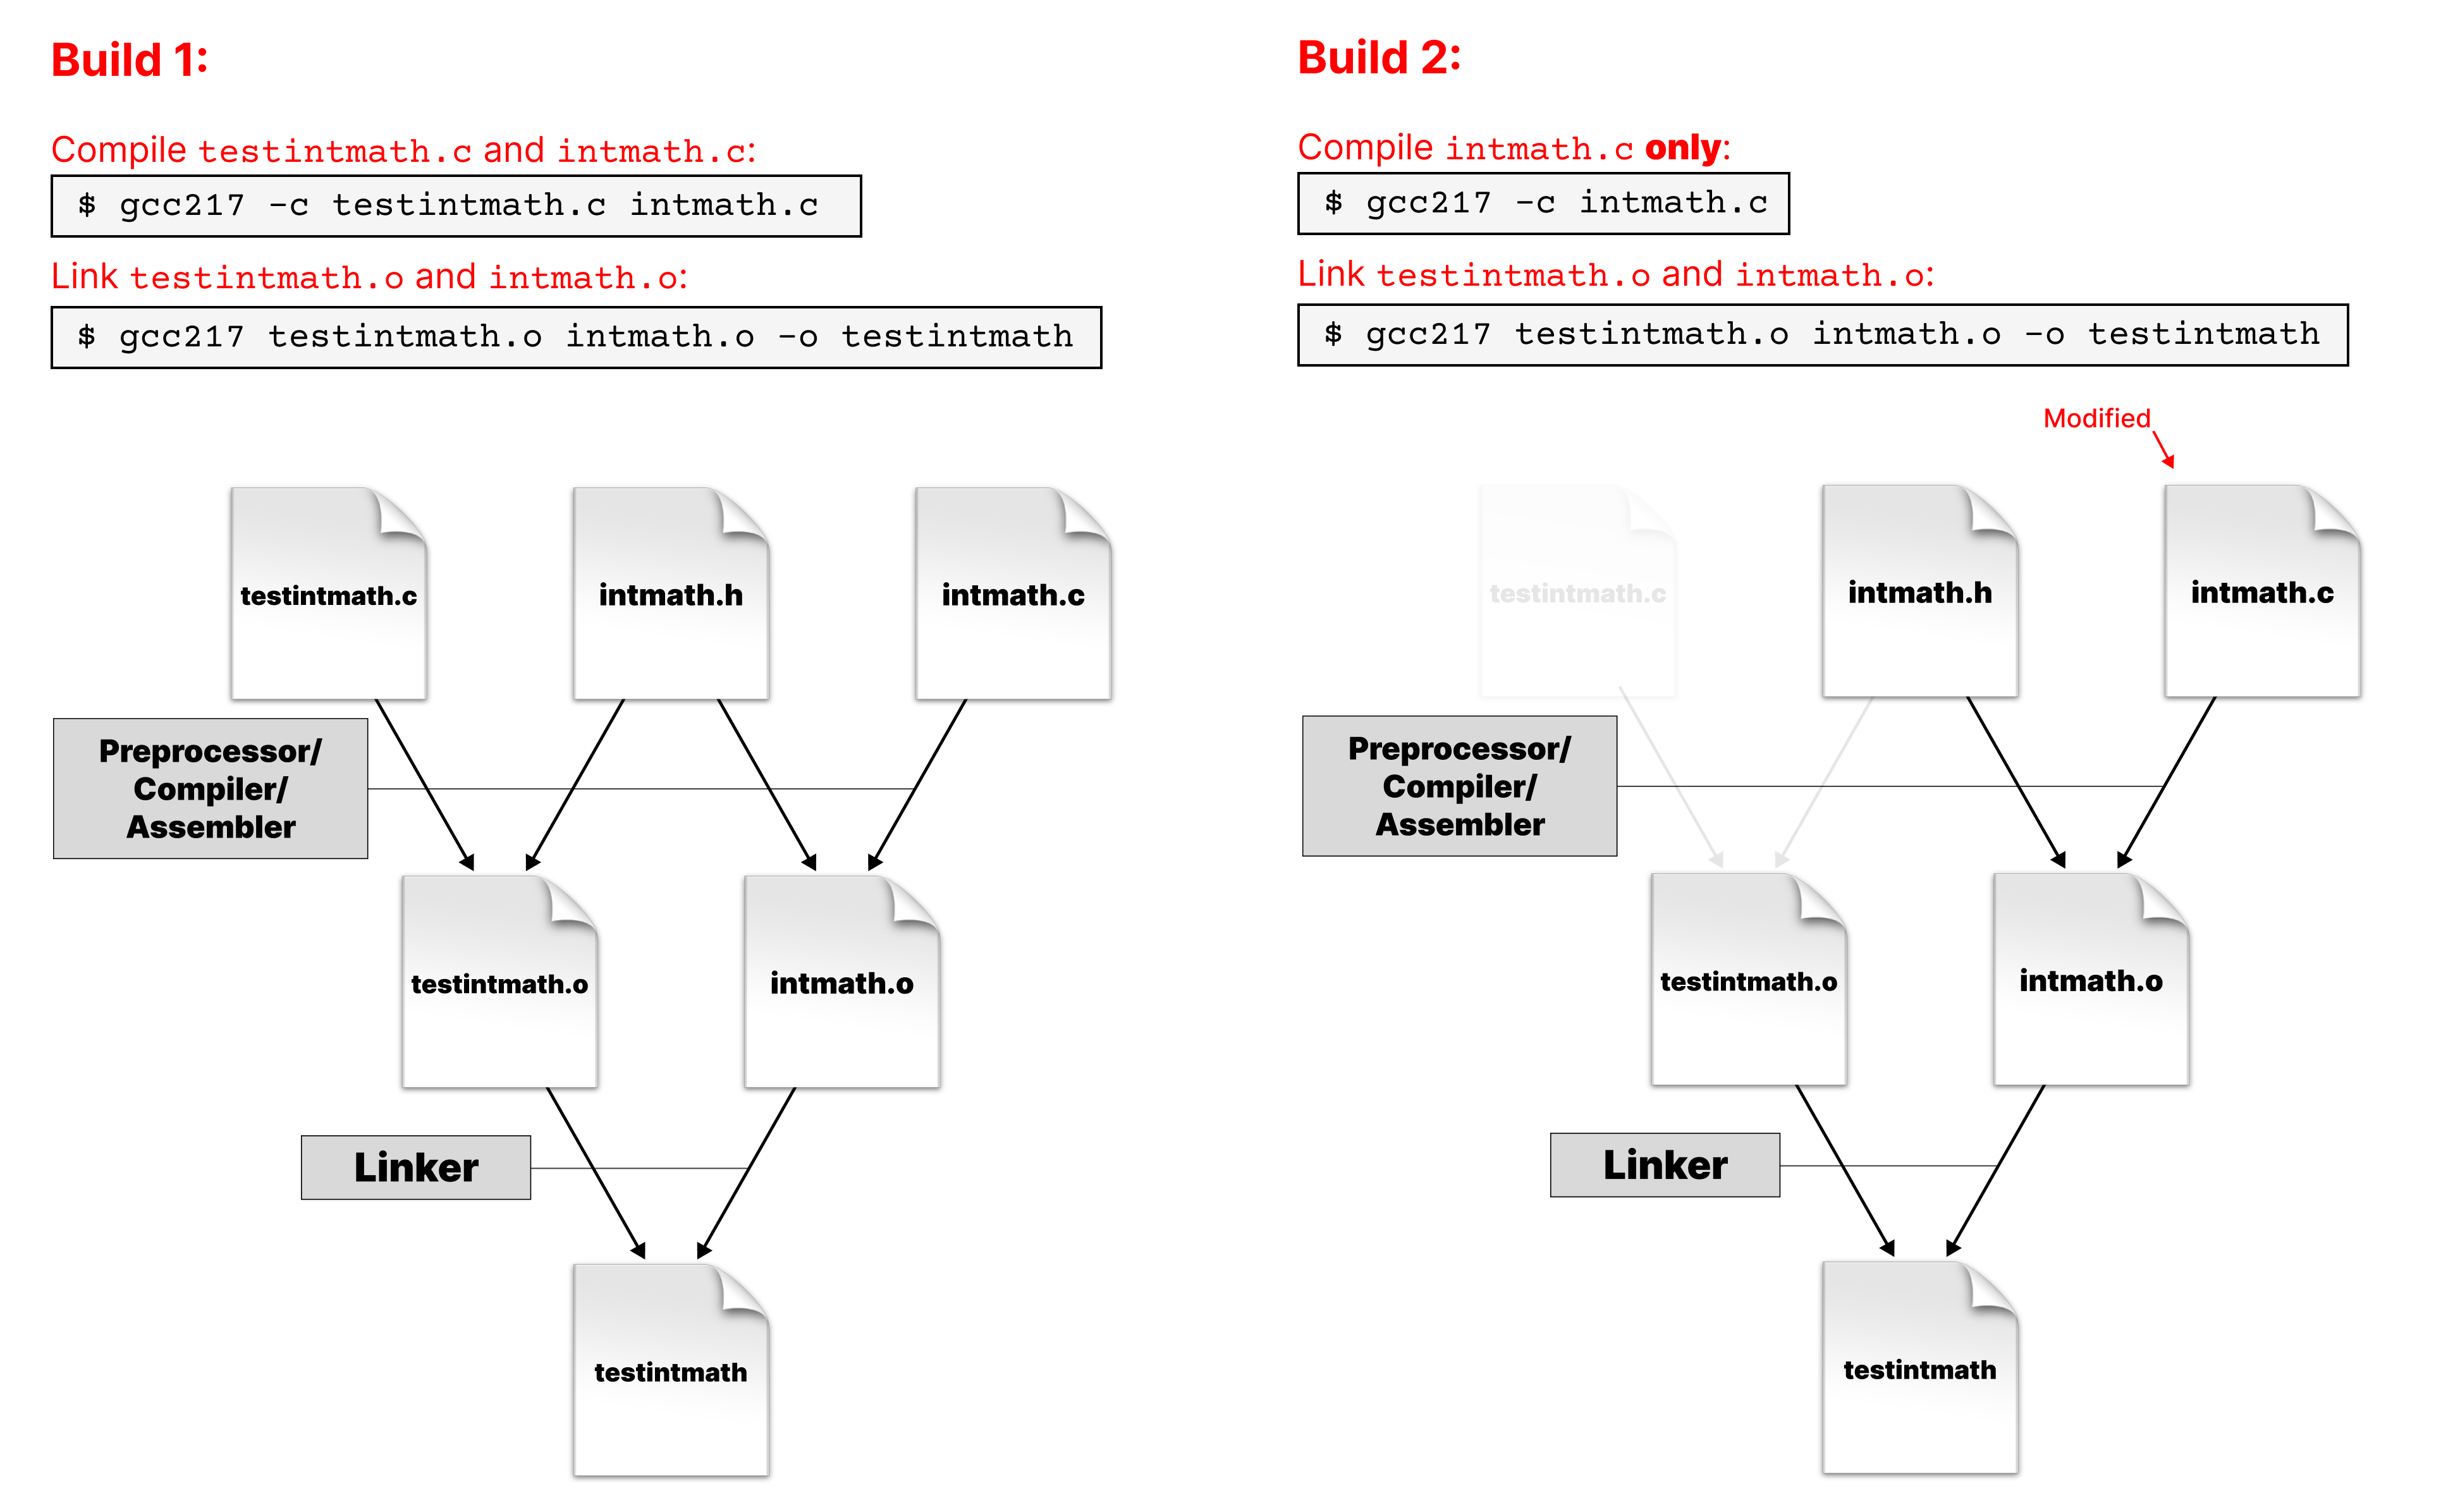 Build 1:
Compile testintmath.c and intmath.c:
$ gcc217 -c testintmath.c intmath.c
Link testintmath.o and intmath.o:
$ gcc217 testintmath.o intmath.o -o testintmath
testintmath.c
intmath.h
intmath.c
Preprocessor/
Compiler/
Assembler
testintmath.o
intmath.o
Linker
testintmath
Build 2:
Compile intmath.c only:
$ gcc217 -c intmath.c
Link testintmath.o and intmath.o:
$ gcc217 testintmath.o intmath.o -o testintmath
Modified
testintmath.c
intmath.h
intmath.c
Preprocessor/
Compiler/
Assembler
testintmath.o
intmath.o
Linker
testintmath